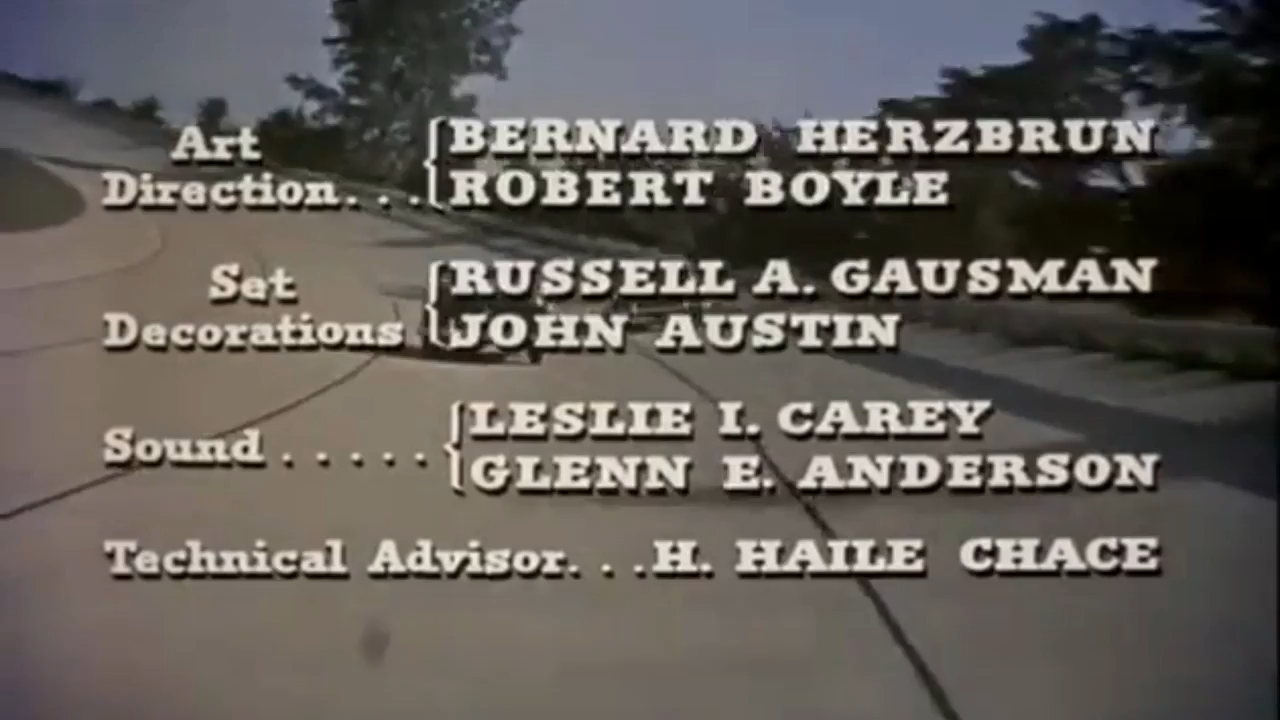 Art
Direction. . . { BERNARD HERZBRUN
ROBERT BOYLE
Set
Decorations { RUSSELL A. GAUSMAN
JOHN AUSTIN
Sound . . . . . { LESLIE I. CAREY
GLENN E. ANDERSON
Technical Advisor. . . H. HAILE CHACE